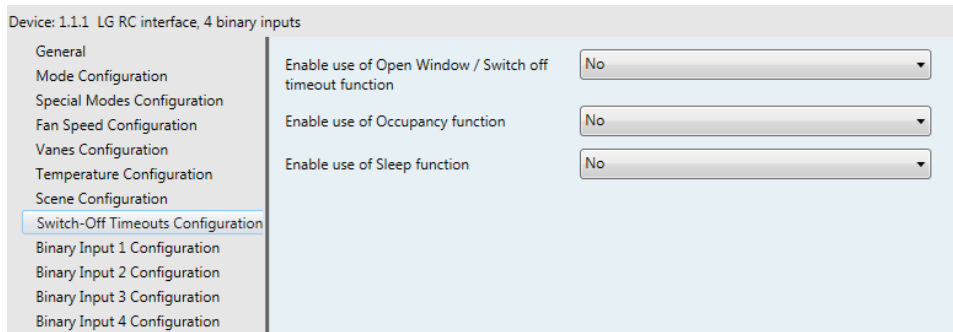 Device: 1.1.1 LG RC interface, 4 binary inputs
General
Mode Configuration
Special Modes Configuration
Fan Speed Configuration
Vanes Configuration
Temperature Configuration
Scene Configuration
Switch-Off Timeouts Configuration
Binary Input 1 Configuration
Binary Input 2 Configuration
Binary Input 3 Configuration
Binary Input 4 Configuration
Enable use of Open Window / Switch off
timeout function
No
Enable use of Occupancy function
No
Enable use of Sleep function
No